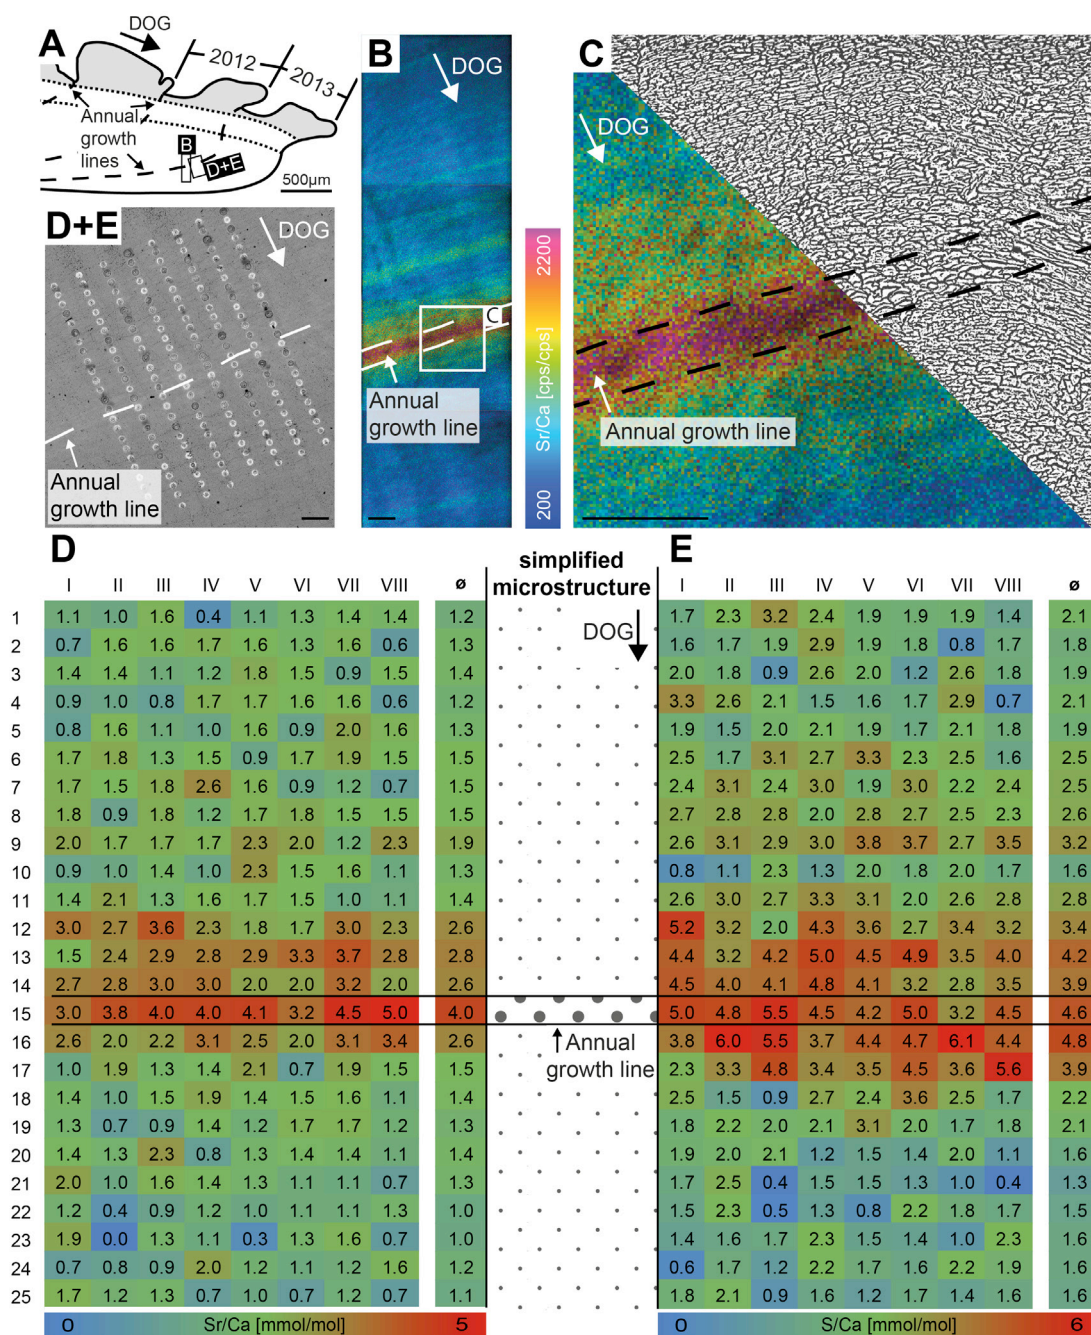 A
DOG
2012
2013
Annual
growth
lines
B
D+E
500µm
B
DOG
C
Annual
growth line
2200
Sr/Ca [cps/cps]
200
C
DOG
Annual growth line
D+E
DOG
Annual
growth line
D
I II III IV V VI VII VIII ø
1 1.1 1.0 1.6 0.4 1.1 1.3 1.4 1.4 1.2
2 0.7 1.6 1.6 1.7 1.6 1.3 1.6 0.6 1.3
3 1.4 1.4 1.1 1.2 1.8 1.5 0.9 1.5 1.4
4 0.9 1.0 0.8 1.7 1.7 1.6 1.6 0.6 1.2
5 0.8 1.6 1.1 1.0 1.6 0.9 2.0 1.6 1.3
6 1.7 1.8 1.3 1.5 0.9 1.7 1.9 1.5 1.5
7 1.7 1.5 1.8 2.6 1.6 0.9 1.2 0.7 1.5
8 1.8 0.9 1.8 1.2 1.7 1.8 1.5 1.5 1.5
9 2.0 1.7 1.7 1.7 2.3 2.0 1.2 2.3 1.9
10 0.9 1.0 1.4 1.0 2.3 1.5 1.6 1.1 1.3
11 1.4 2.1 1.3 1.6 1.7 1.5 1.0 1.1 1.4
12 3.0 2.7 3.6 2.3 1.8 1.7 3.0 2.3 2.6
13 1.5 2.4 2.9 2.8 2.9 3.3 3.7 2.8 2.8
14 2.7 2.8 3.0 3.0 2.0 2.0 3.2 2.0 2.6
15 3.0 3.8 4.0 4.0 4.1 3.2 4.5 5.0 4.0
16 2.6 2.0 2.2 3.1 2.5 2.0 3.1 3.4 2.6
17 1.0 1.9 1.3 1.4 2.1 0.7 1.9 1.5 1.5
18 1.4 1.0 1.5 1.9 1.4 1.5 1.6 1.1 1.4
19 1.3 0.7 0.9 1.4 1.2 1.7 1.7 1.2 1.3
20 1.4 1.3 2.3 0.8 1.3 1.4 1.4 1.1 1.4
21 2.0 1.0 1.6 1.4 1.3 1.1 1.1 0.7 1.3
22 1.2 0.4 0.9 1.2 1.0 1.1 1.1 1.3 1.0
23 1.9 0.0 1.3 1.1 0.3 1.3 1.6 0.7 1.0
24 0.7 0.8 0.9 2.0 1.2 1.1 1.2 1.6 1.2
25 1.7 1.2 1.3 0.7 1.0 0.7 1.2 0.7 1.1
0 Sr/Ca [mmol/mol] 5
simplified
microstructure
DOG
Annual
growth line
E
I II III IV V VI VII VIII ø
1.7 2.3 3.2 2.4 1.9 1.9 1.9 1.4 2.1
1.6 1.7 1.9 2.9 1.9 1.8 0.8 1.7 1.8
2.0 1.8 0.9 2.6 2.0 1.2 2.6 1.8 1.9
3.3 2.6 2.1 1.5 1.6 1.7 2.9 0.7 2.1
1.9 1.5 2.0 2.1 1.9 1.7 2.1 1.8 1.9
2.5 1.7 3.1 2.7 3.3 2.3 2.5 1.6 2.5
2.4 3.1 2.4 3.0 1.9 3.0 2.2 2.4 2.5
2.7 2.8 2.8 2.0 2.8 2.7 2.5 2.3 2.6
2.6 3.1 2.9 3.0 3.8 3.7 2.7 3.5 3.2
0.8 1.1 2.3 1.3 2.0 1.8 2.0 1.7 1.6
2.6 3.0 2.7 3.3 3.1 2.0 2.6 2.8 2.8
5.2 3.2 2.0 4.3 3.6 2.7 3.4 3.2 3.4
4.4 3.2 4.2 5.0 4.5 4.9 3.5 4.0 4.2
4.5 4.0 4.1 4.8 4.1 3.2 2.8 3.5 3.9
5.0 4.8 5.5 4.5 4.2 5.0 3.2 4.5 4.6
3.8 6.0 5.5 3.7 4.4 4.7 6.1 4.4 4.8
2.3 3.3 4.8 3.4 3.5 4.5 3.6 5.6 3.9
2.5 1.5 0.9 2.7 2.4 3.6 2.5 1.7 2.2
1.8 2.2 2.0 2.1 3.1 2.0 1.7 1.8 2.1
1.9 2.0 2.1 1.2 1.5 1.4 2.0 1.1 1.6
1.7 2.5 0.4 1.5 1.5 1.3 1.0 0.4 1.3
1.5 2.3 0.5 1.3 0.8 2.2 1.8 1.7 1.5
1.4 1.6 1.7 2.3 1.5 1.4 1.0 2.3 1.6
0.6 1.7 1.2 2.2 1.7 1.6 2.2 1.9 1.6
1.8 2.1 0.9 1.6 1.2 1.7 1.4 1.6 1.6
0 S/Ca [mmol/mol] 6